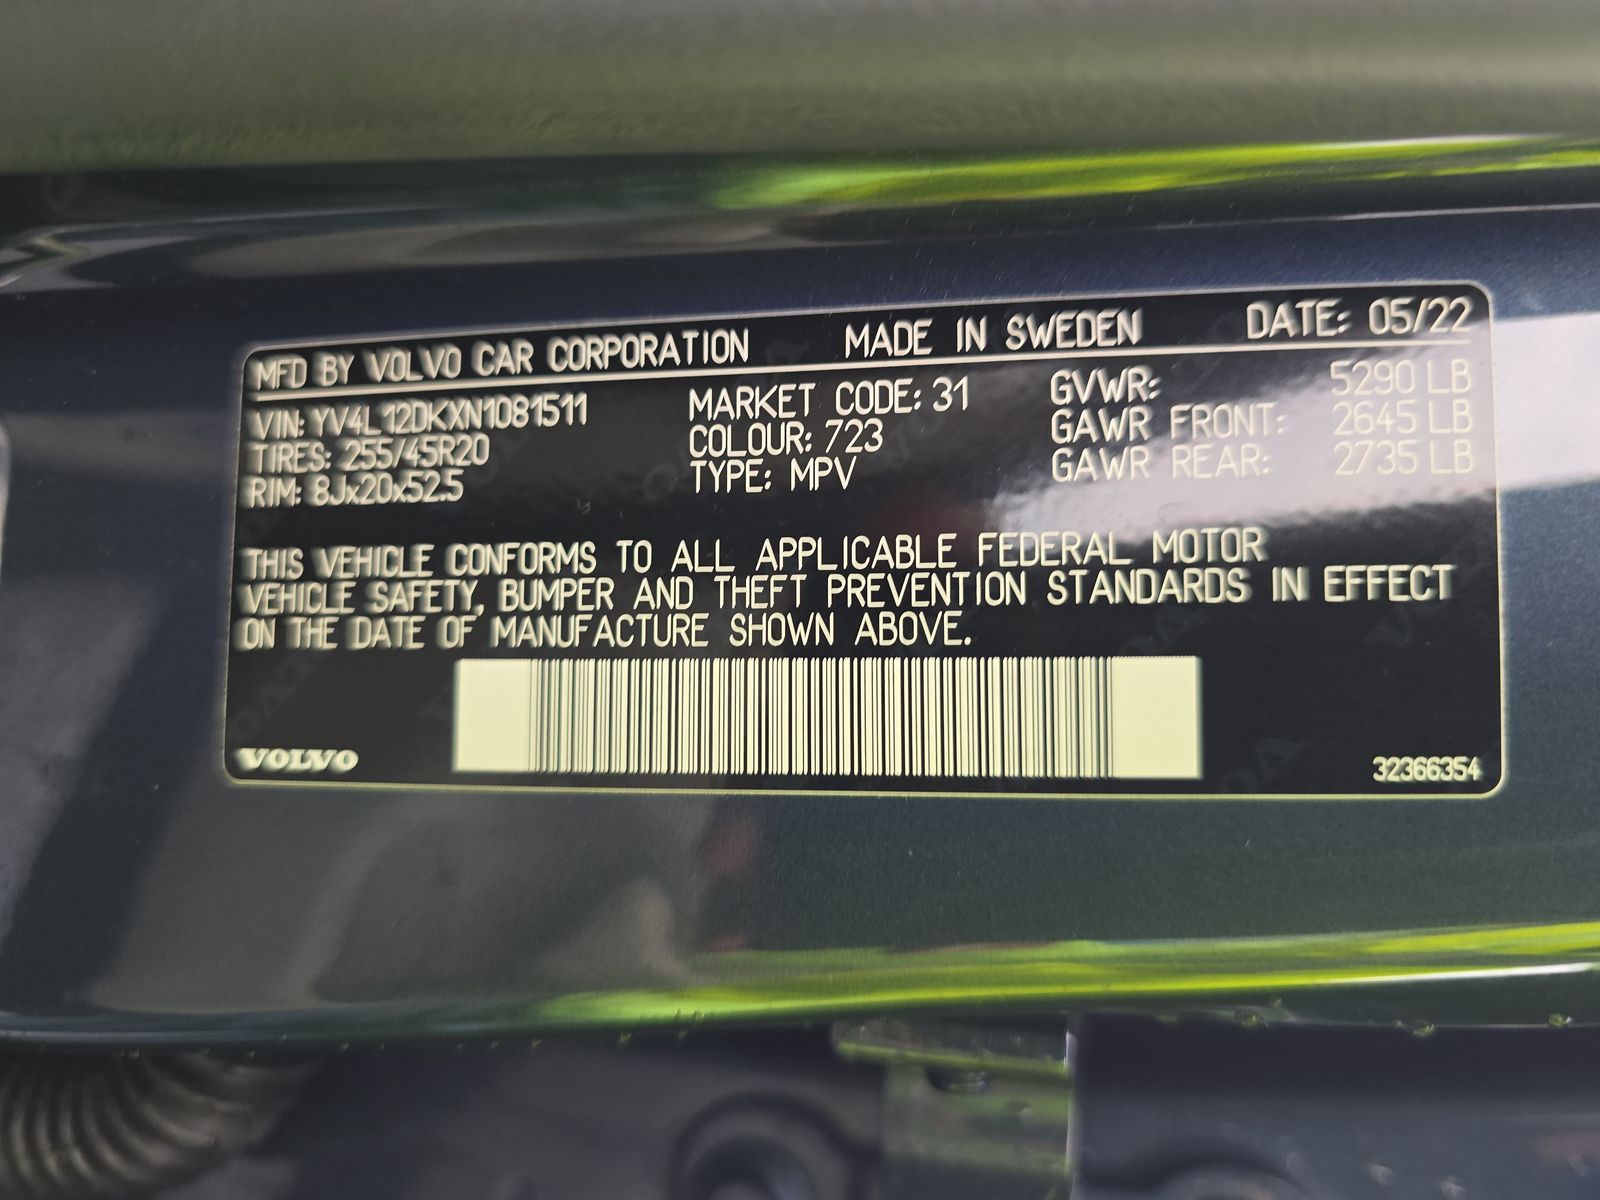 MFD BY VOLVO CAR CORPORATION MADE IN SWEDEN DATE: 05/22
VIN: YV4L12DKXN1081511 MARKET CODE: 31 GVWR: 5290 LB
TIRES: 255/45R20 COLOUR: 723 GAWR FRONT: 2645 LB
RIM: 8Jx20x52.5 TYPE: MPV GAWR REAR: 2735 LB
THIS VEHICLE CONFORMS TO ALL APPLICABLE FEDERAL MOTOR
VEHICLE SAFETY, BUMPER AND THEFT PREVENTION STANDARDS IN EFFECT
ON THE DATE OF MANUFACTURE SHOWN ABOVE.
VOLVO 32366354